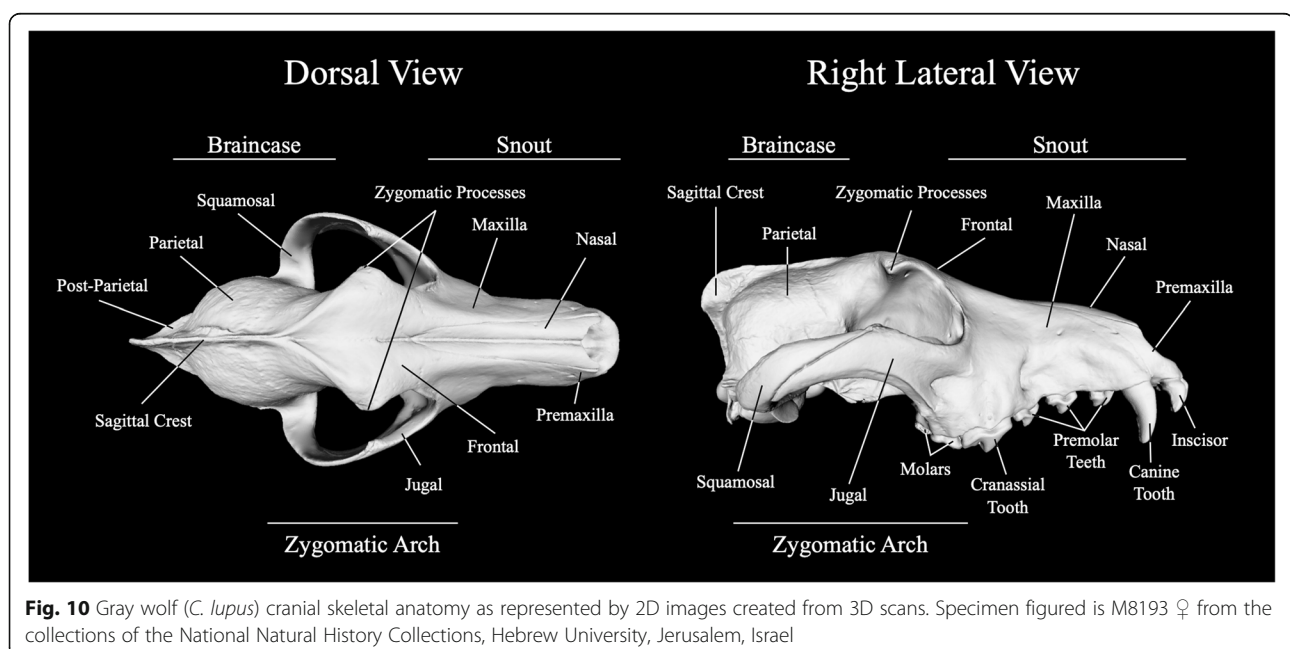 Dorsal View
Braincase
Snout
Squamosal
Zygomatic Processes
Maxilla
Parietal
Nasal
Post-Parietal
Sagittal Crest
Premaxilla
Frontal
Jugal
Zygomatic Arch
Right Lateral View
Braincase
Snout
Sagittal Crest
Zygomatic Processes
Maxilla
Parietal
Frontal
Nasal
Premaxilla
Squamosal
Jugal
Molars
Cranassial
Tooth
Premolar
Teeth
Canine
Tooth
Inscisor
Zygomatic Arch
Fig. 10 Gray wolf (C. lupus) cranial skeletal anatomy as represented by 2D images created from 3D scans. Specimen figured is M8193 ♀ from the
collections of the National Natural History Collections, Hebrew University, Jerusalem, Israel